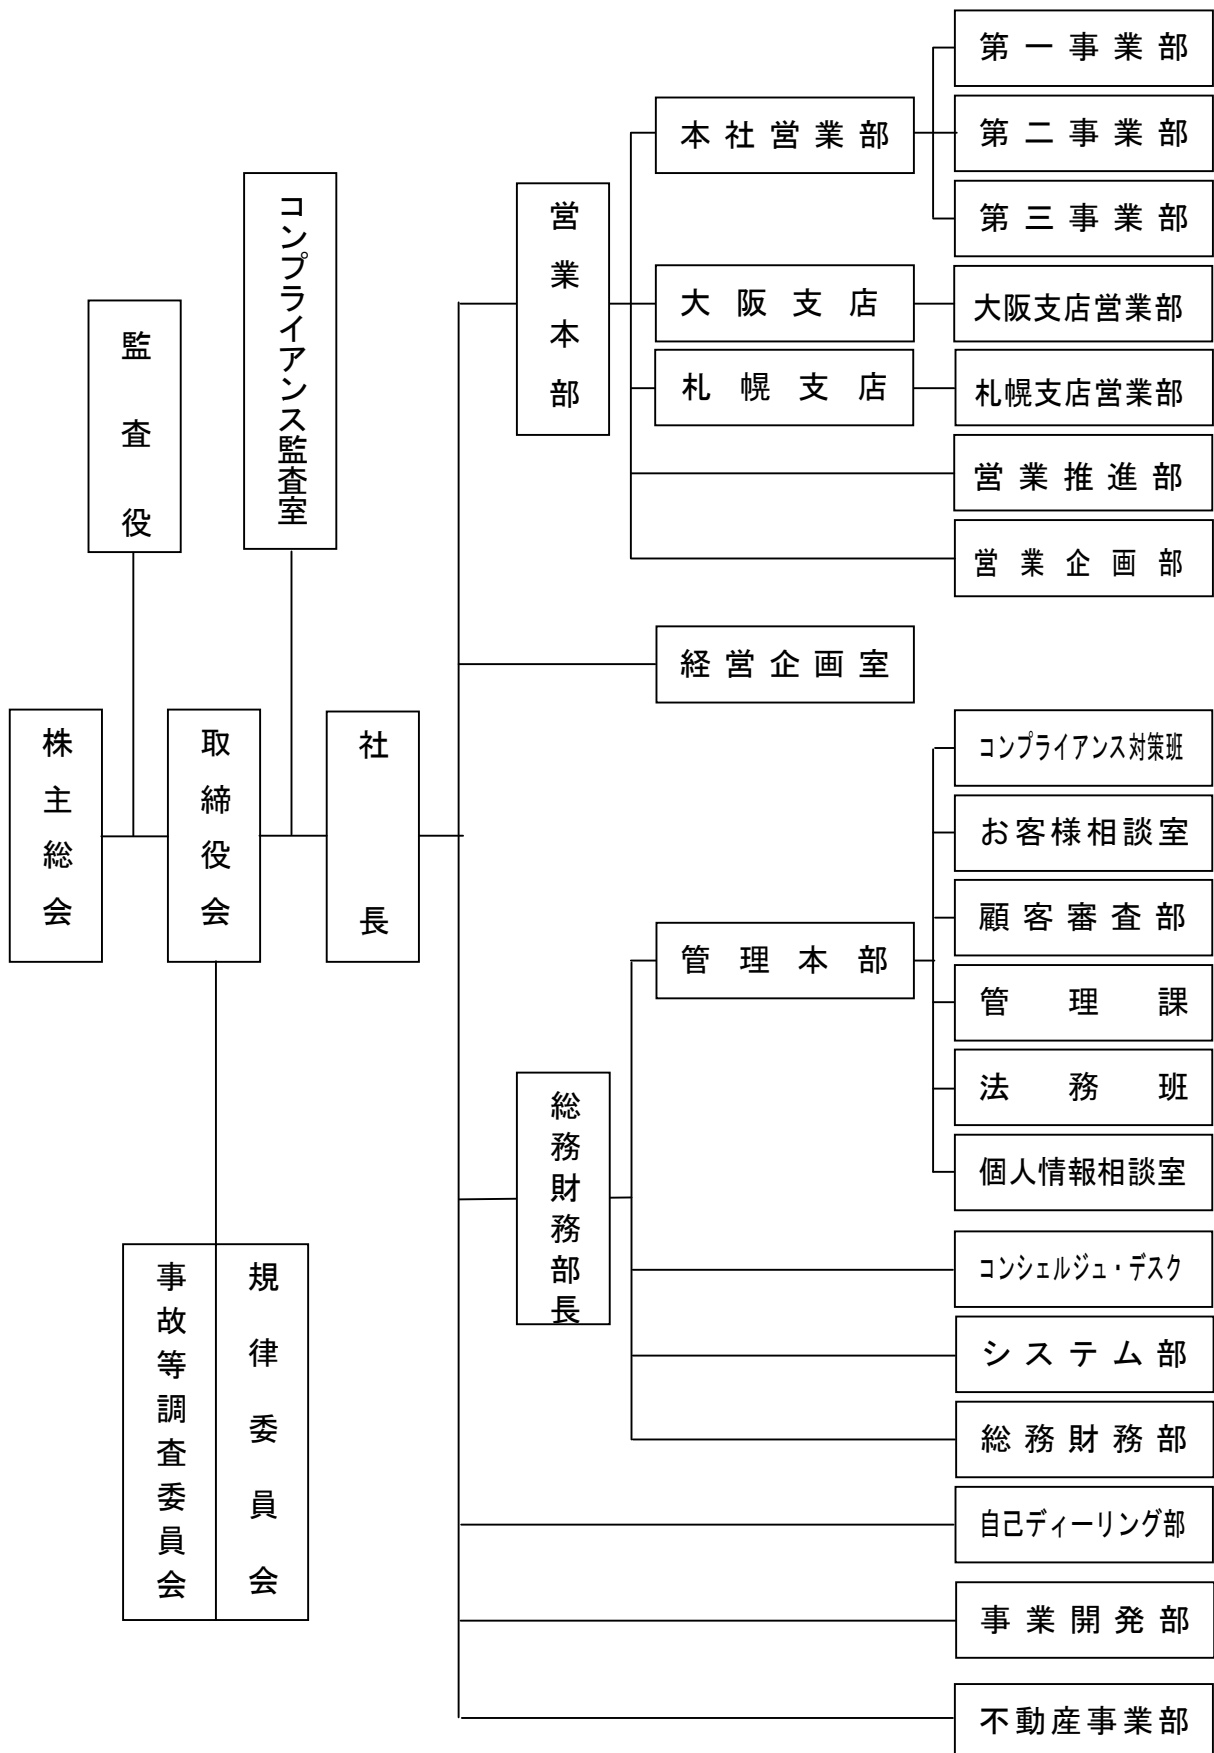 株主総会
監査役
取締役会
事故等調査委員会
規律委員会
コンプライアンス監査室
社長
営業本部
本社営業部
第一事業部
第二事業部
第三事業部
大阪支店
大阪支店営業部
札幌支店
札幌支店営業部
営業推進部
営業企画部
経営企画室
総務財務部長
管理本部
コンプライアンス対策班
お客様相談室
顧客審査部
管理課
法務班
個人情報相談室
コンシェルジュ・デスク
システム部
総務財務部
自己ディーリング部
事業開発部
不動産事業部